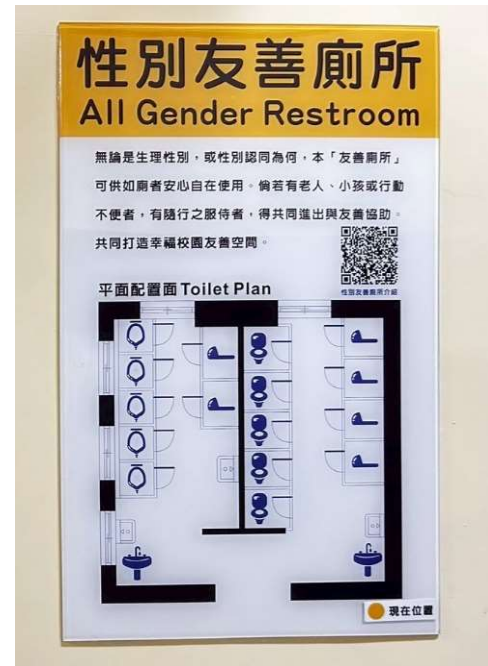 性別友善廁所
All Gender Restroom
無論是生理性別，或性別認同為何，本「友善廁所」
可供如廁者安心自在使用。倘若有老人、小孩或行動
不便者，有隨行之服侍者，得共同進出與友善協助。
共同打造幸福校園友善空間。
性別友善廁所介紹
平面配置面 Toilet Plan
現在位置